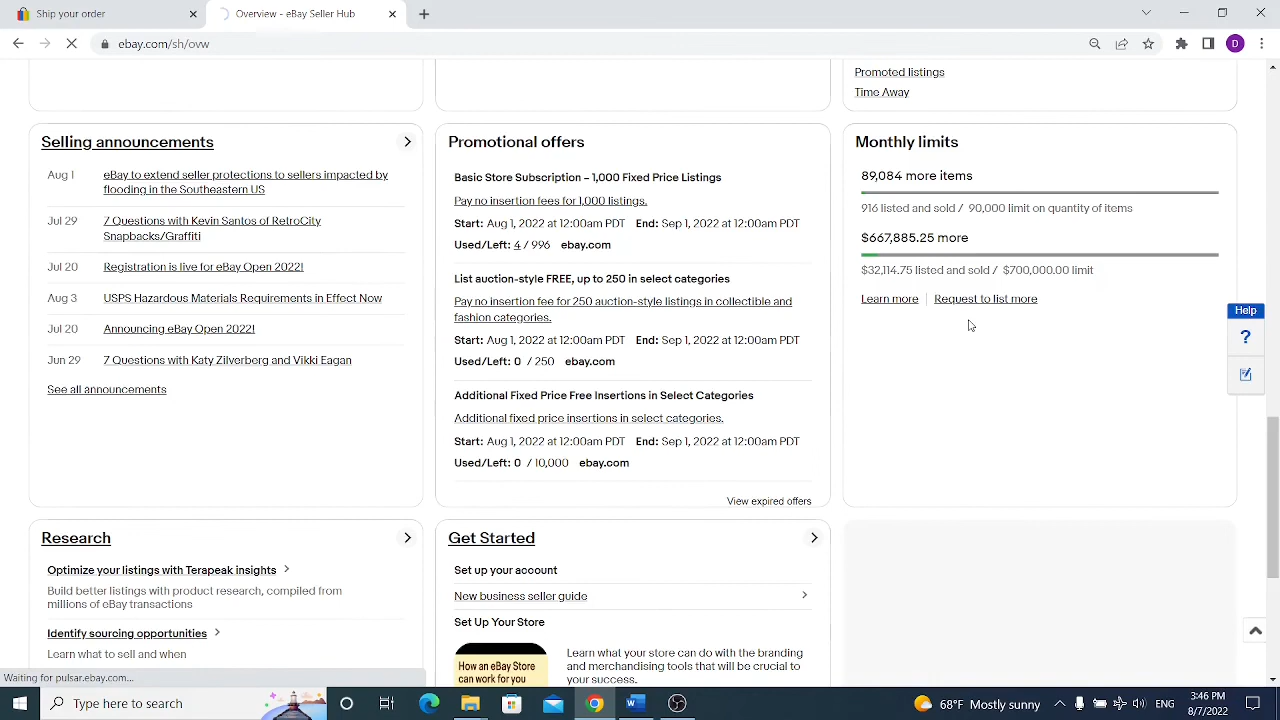 Ship your order
Overview - eBay Seller Hub
ebay.com/sh/ovw
D
Promoted listings
Time Away
Selling announcements
Aug 1 eBay to extend seller protections to sellers impacted by
flooding in the Southeastern US
Jul 29 7 Questions with Kevin Santos of RetroCity
Snapbacks/Graffiti
Jul 20 Registration is live for eBay Open 2022!
Aug 3 USPS Hazardous Materials Requirements in Effect Now
Jul 20 Announcing eBay Open 2022!
Jun 29 7 Questions with Katy Zilverberg and Vikki Eagan
See all announcements
Promotional offers
Basic Store Subscription – 1,000 Fixed Price Listings
Pay no insertion fees for 1,000 listings.
Start: Aug 1, 2022 at 12:00am PDT End: Sep 1, 2022 at 12:00am PDT
Used/Left: 4 / 996 ebay.com
List auction-style FREE, up to 250 in select categories
Pay no insertion fee for 250 auction-style listings in collectible and
fashion categories.
Start: Aug 1, 2022 at 12:00am PDT End: Sep 1, 2022 at 12:00am PDT
Used/Left: 0 / 250 ebay.com
Additional Fixed Price Free Insertions in Select Categories
Additional fixed price insertions in select categories.
Start: Aug 1, 2022 at 12:00am PDT End: Sep 1, 2022 at 12:00am PDT
Used/Left: 0 / 10,000 ebay.com
View expired offers
Monthly limits
89,084 more items
916 listed and sold / 90,000 limit on quantity of items
$667,885.25 more
$32,114.75 listed and sold / $700,000.00 limit
Learn more | Request to list more
Help
?
Research
Optimize your listings with Terapeak insights
Build better listings with product research, compiled from
millions of eBay transactions
Identify sourcing opportunities
Learn what to sell and when
Get Started
Set up your account
New business seller guide
Set Up Your Store
How an eBay Store
can work for you
Learn what your store can do with the branding
and merchandising tools that will be crucial to
your success.
Waiting for pulsar.ebay.com...
Type here to search
68°F Mostly sunny
3:46 PM
8/7/2022